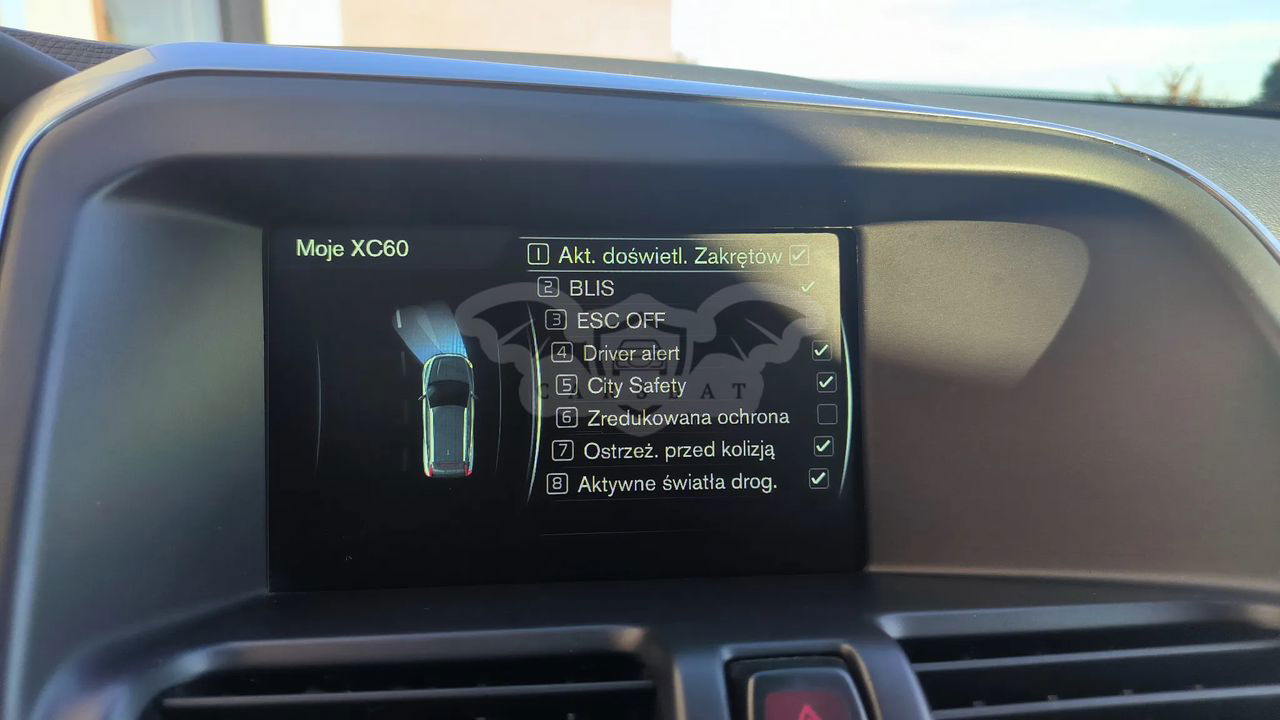 Moje XC60
1 Akt. doświetl. Zakrętów
2 BLIS
3 ESC OFF
4 Driver alert
5 City Safety
6 Zredukowana ochrona
7 Ostrzeż. przed kolizją
8 Aktywne światła drog.
CARSTAT